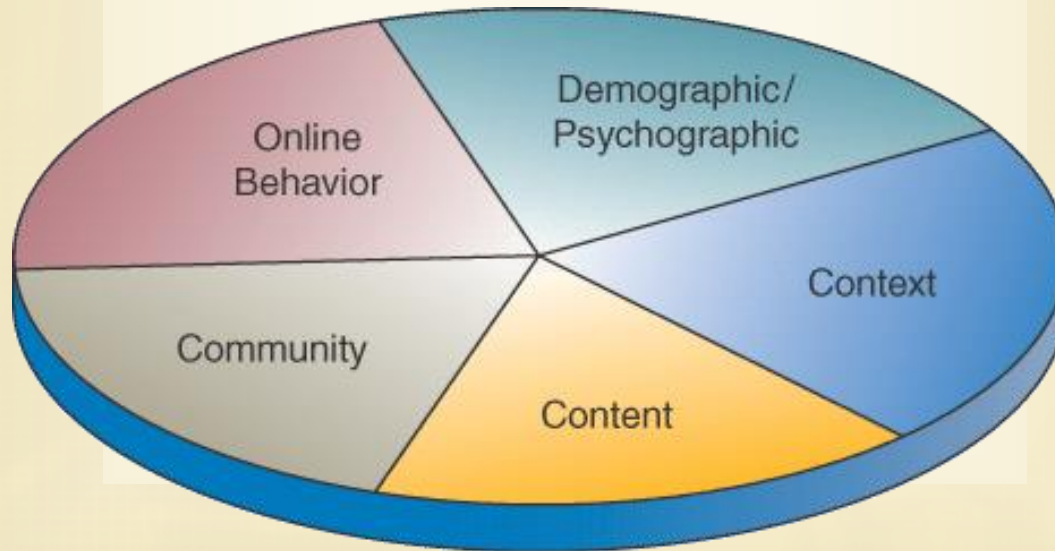 Demographic/
Psychographic
Online
Behavior
Context
Community
Content